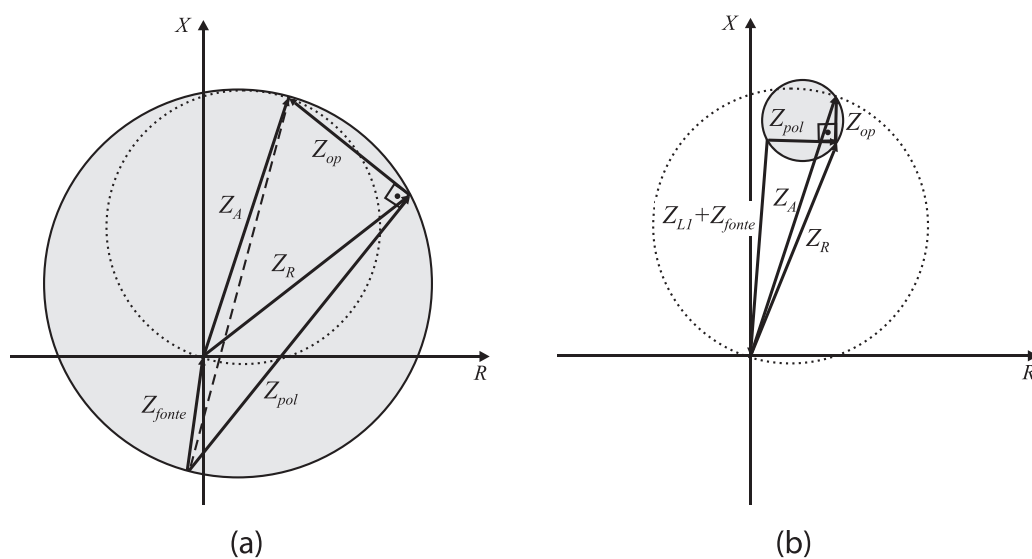 X
Z_op
Z_A
Z_R
R
Z_fonte
Z_pol
(a)
X
Z_pol
Z_op
Z_L1+Z_fonte
Z_A
Z_R
R
(b)